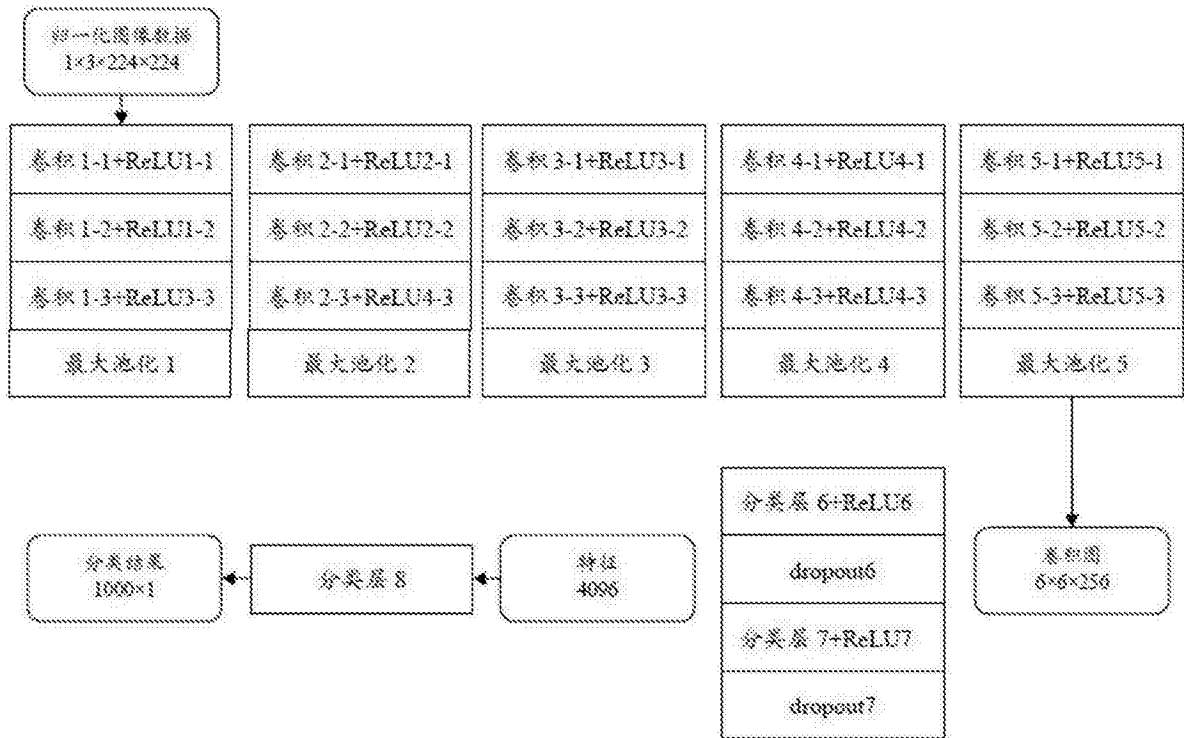 归一化图像数据
1×3×224×224
卷积 1-1+ReLU1-1
卷积 1-2+ReLU1-2
卷积 1-3+ReLU3-3
最大池化 1
卷积 2-1+ReLU2-1
卷积 2-2+ReLU2-2
卷积 2-3+ReLU4-3
最大池化 2
卷积 3-1+ReLU3-1
卷积 3-2+ReLU3-2
卷积 3-3+ReLU3-3
最大池化 3
卷积 4-1+ReLU4-1
卷积 4-2+ReLU4-2
卷积 4-3+ReLU4-3
最大池化 4
卷积 5-1+ReLU5-1
卷积 5-2+ReLU5-2
卷积 5-3+ReLU5-3
最大池化 5
卷积图
6×6×256
分类层 6+ReLU6
dropout6
分类层 7+ReLU7
dropout7
特征
4096
分类层 8
分类结果
1000×1